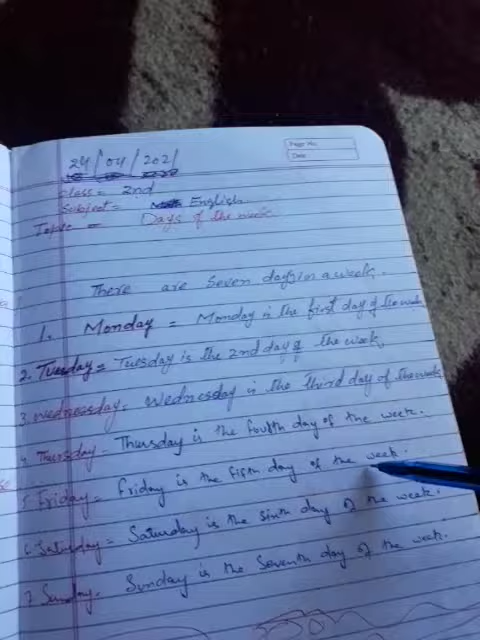 Page No.
Date
24/04/2021
Class = 2nd
Subject = English
Topic = Days of the week
There are Seven days in a week.
1. Monday = Monday is the first day of the week
2. Tuesday = Tuesday is the 2nd day of the week,
3. Wednesday = Wednesday is the third day of the week
4. Thursday - Thursday is the fourth day of the week.
5. Friday = Friday is the fifth day of the week.
6. Saturday = Saturday is the sixth day of the week.
7. Sunday - Sunday is the Seventh day of the week.